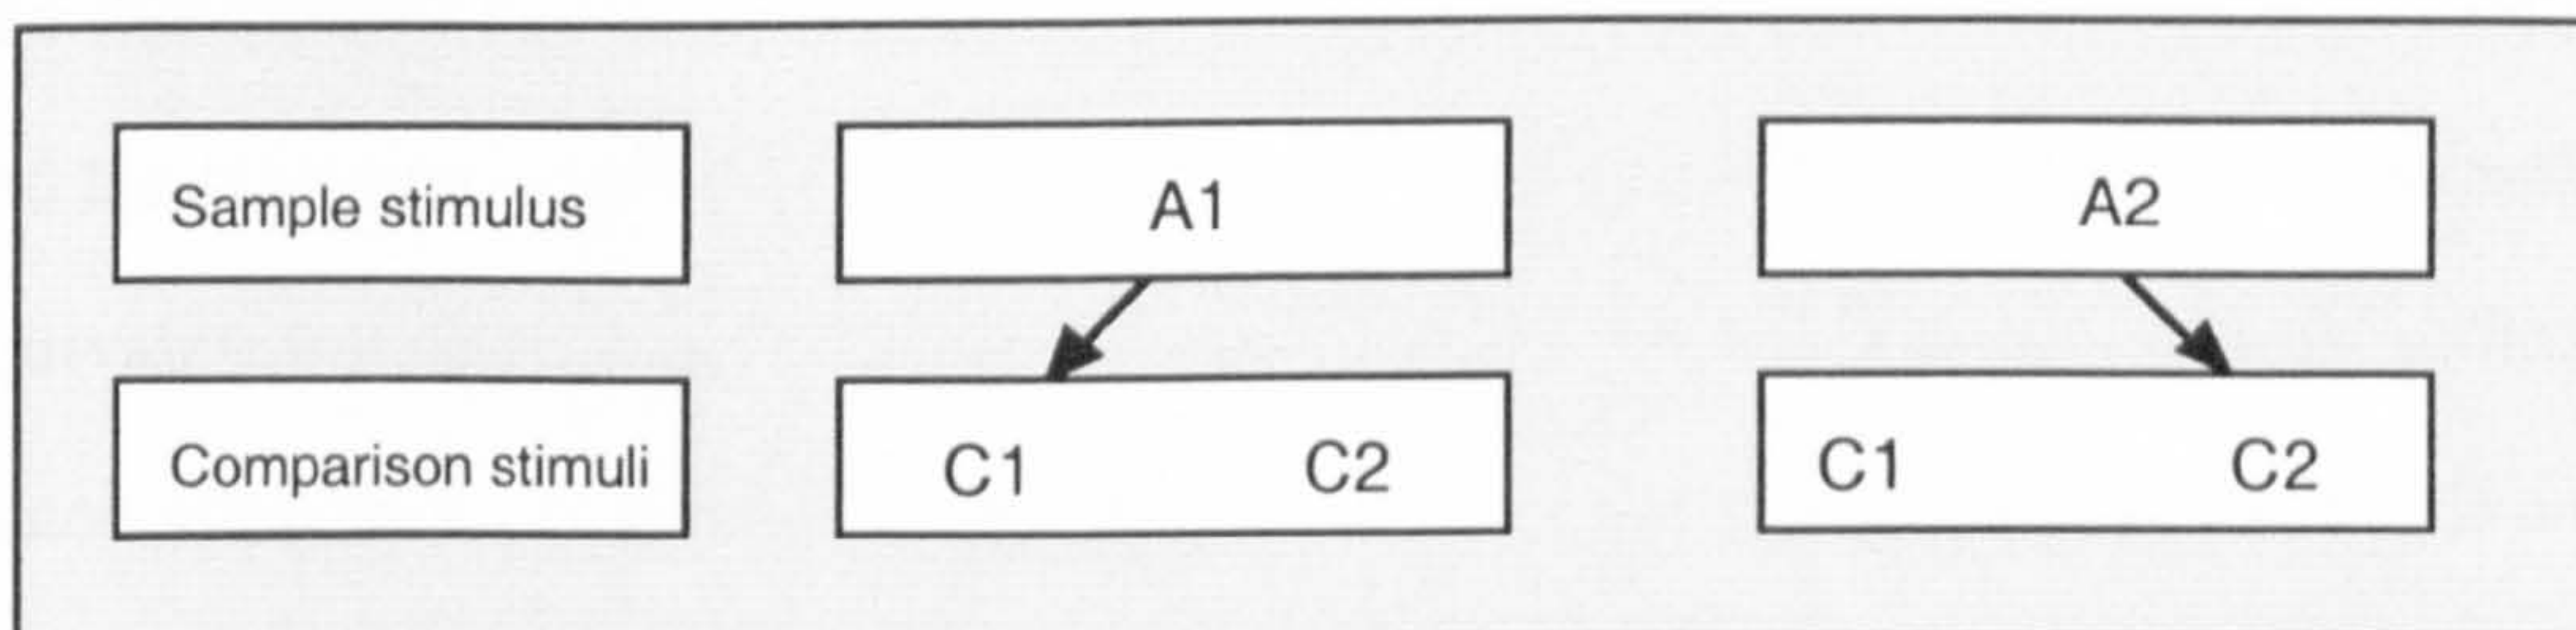 Sample stimulus
A1
A2
Comparison stimuli
C1 C2
C1 C2